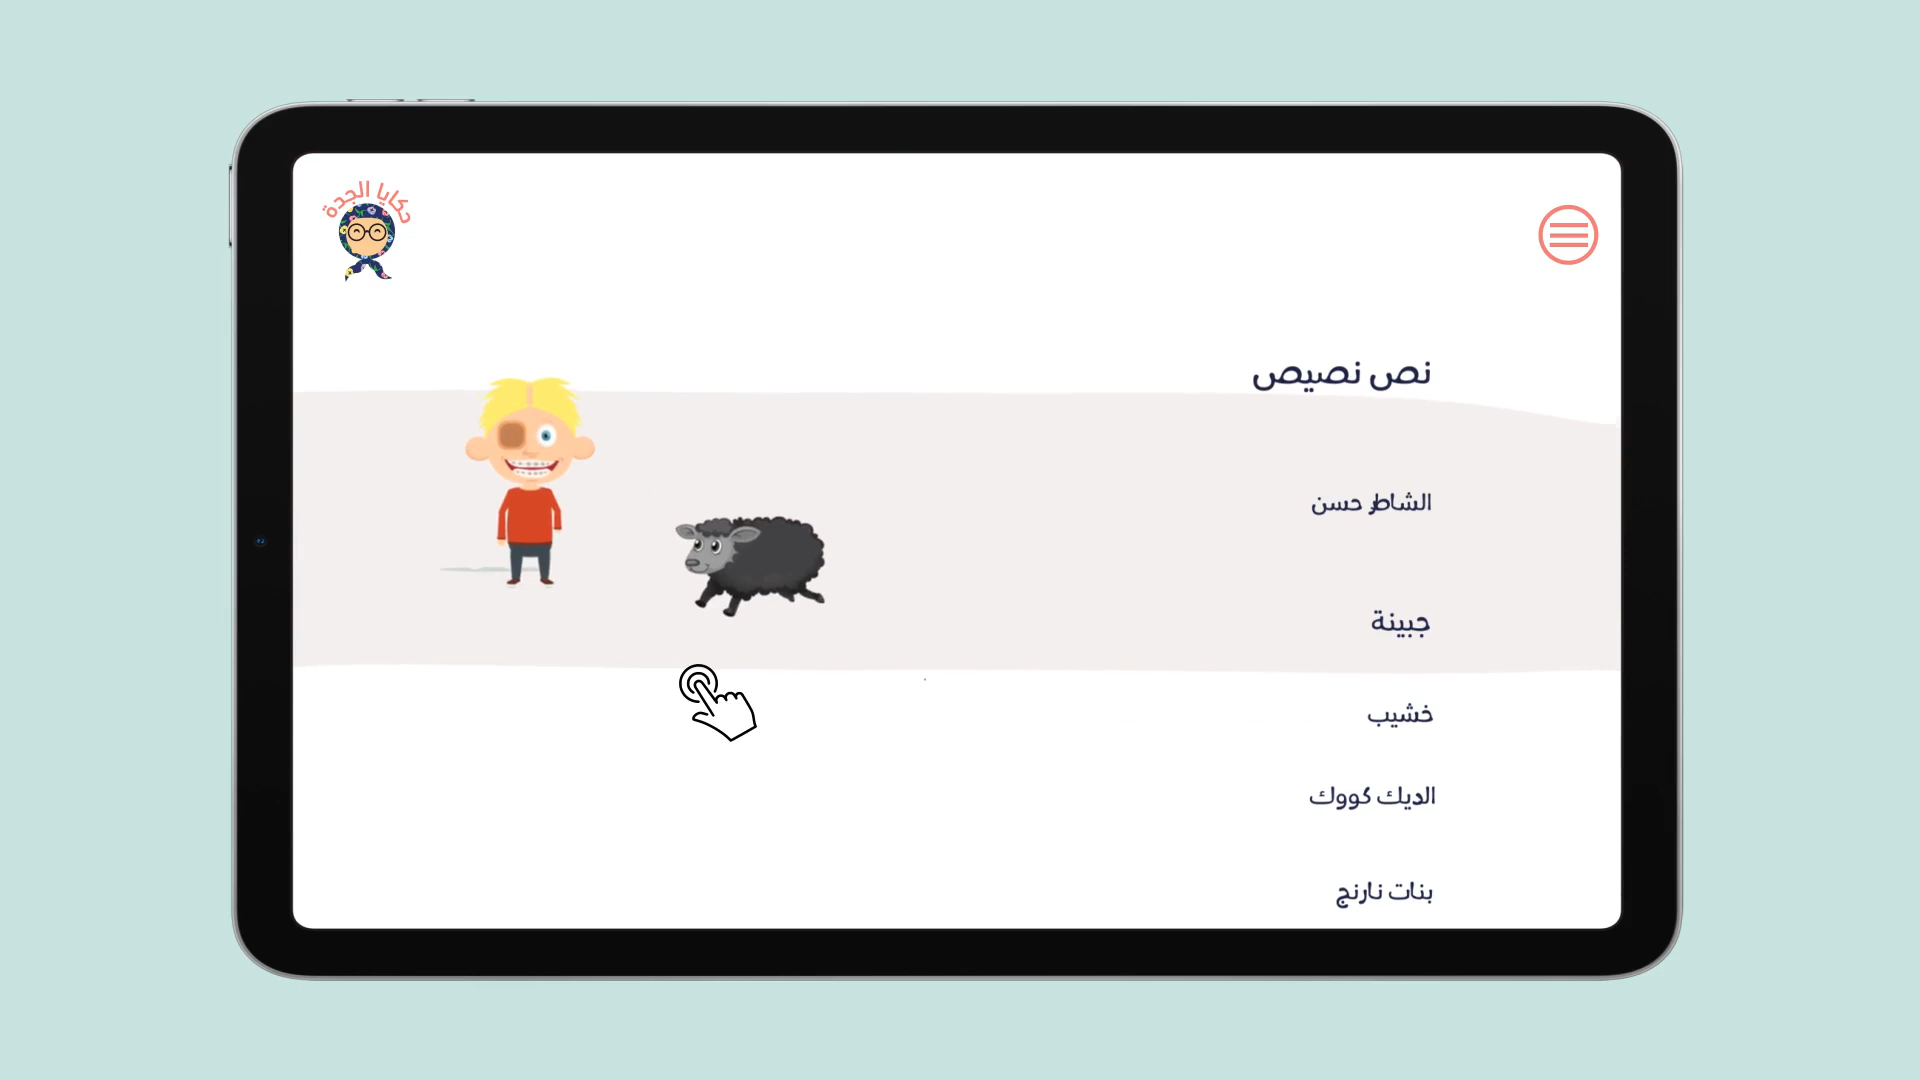 حكايا الجدة
نص نصيص
الشاطر حسن
جبينة
خشيب
الديك كووك
بنات نارنج